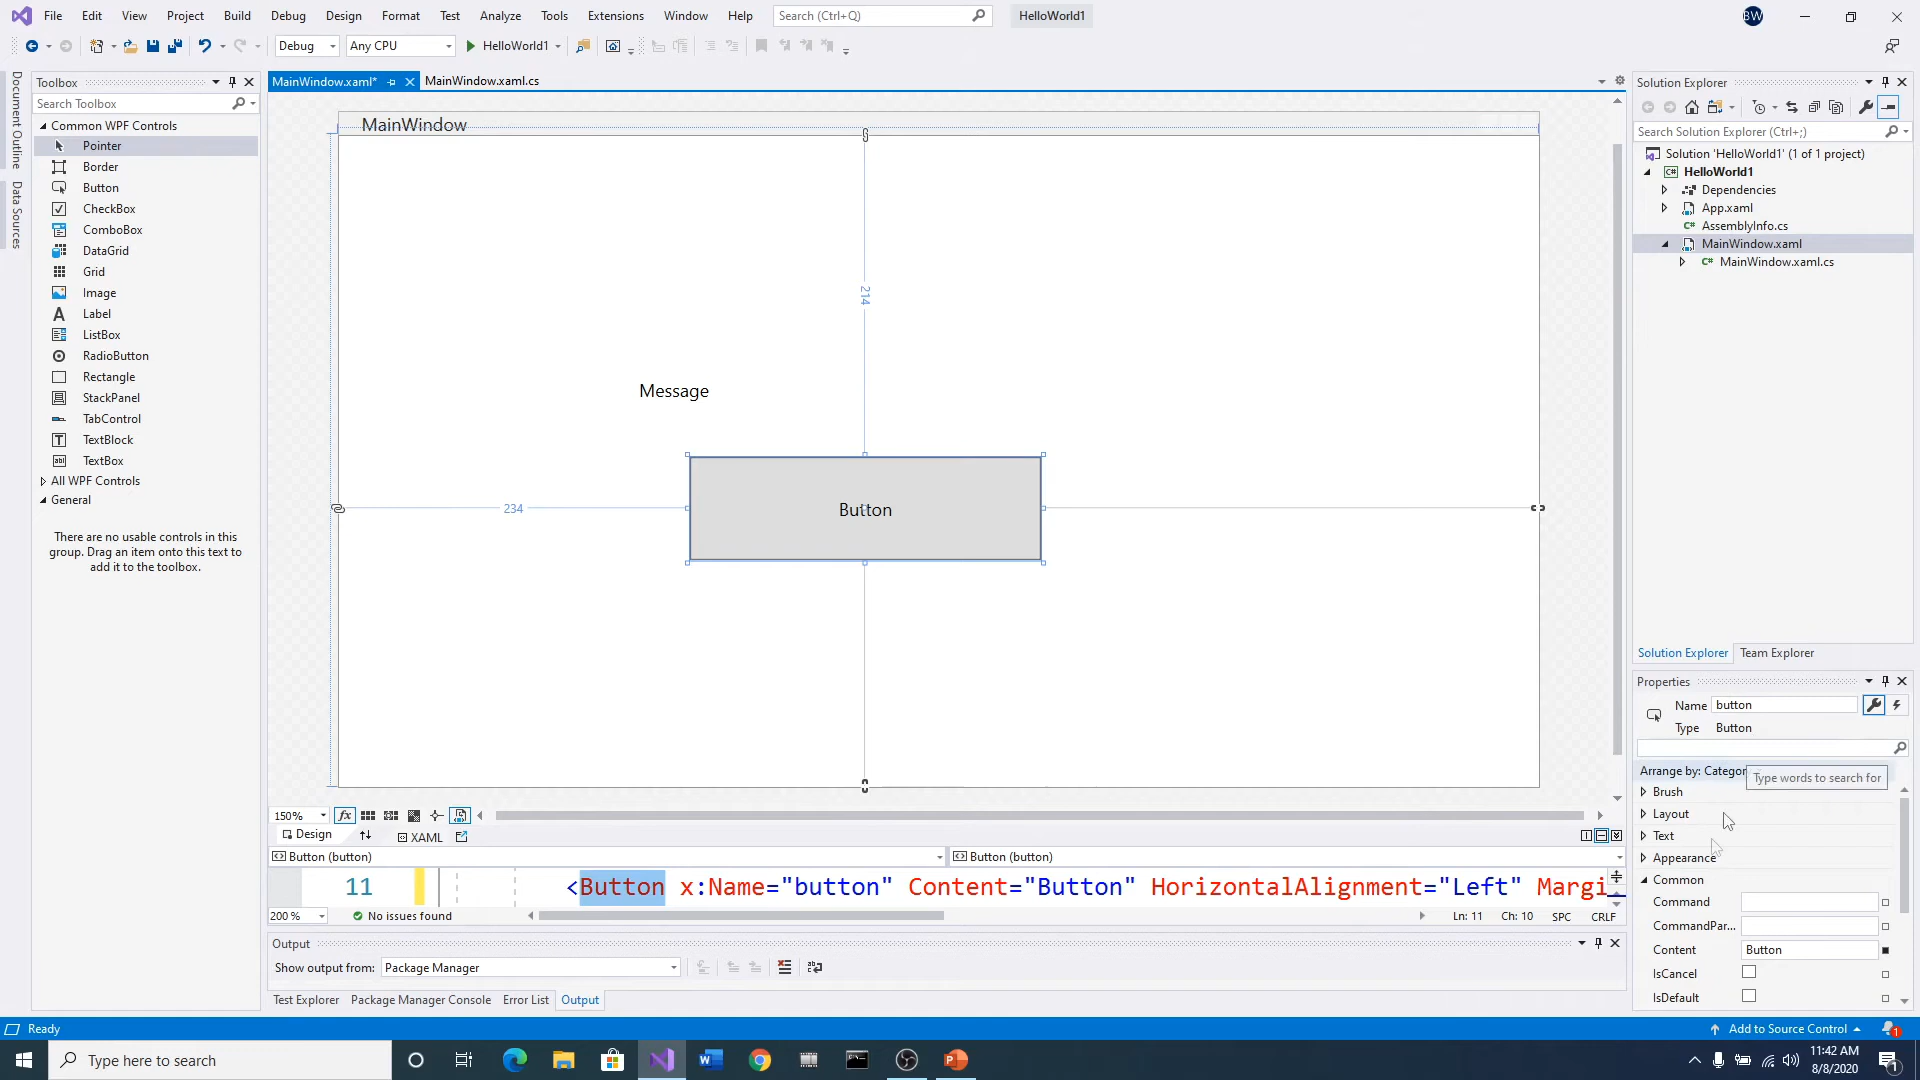 File Edit View Project Build Debug Design Format Test Analyze Tools Extensions Window Help Search (Ctrl+Q) HelloWorld1 BW
Debug Any CPU HelloWorld1
Document Outline
Data Sources
Toolbox
Search Toolbox
Common WPF Controls
Pointer
Border
Button
CheckBox
ComboBox
DataGrid
Grid
Image
Label
ListBox
RadioButton
Rectangle
StackPanel
TabControl
TextBlock
TextBox
All WPF Controls
General
There are no usable controls in this
group. Drag an item onto this text to
add it to the toolbox.
MainWindow.xaml* MainWindow.xaml.cs
MainWindow
214
Message
234
Button
150% fx
Design XAML
Button (button) Button (button)
11 <Button x:Name="button" Content="Button" HorizontalAlignment="Left" Margi
200 % No issues found Ln: 11 Ch: 10 SPC CRLF
Output
Show output from: Package Manager
Test Explorer Package Manager Console Error List Output
Solution Explorer
Search Solution Explorer (Ctrl+;)
Solution 'HelloWorld1' (1 of 1 project)
C# HelloWorld1
Dependencies
App.xaml
C# AssemblyInfo.cs
MainWindow.xaml
C# MainWindow.xaml.cs
Solution Explorer Team Explorer
Properties
Name button
Type Button
Arrange by: Categor
Type words to search for
Brush
Layout
Text
Appearance
Common
Command
CommandPar...
Content Button
IsCancel
IsDefault
Ready Add to Source Control 1
Type here to search
11:42 AM
8/8/2020
1